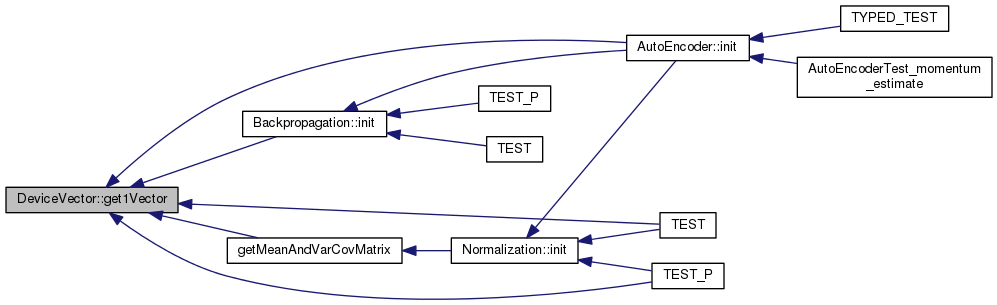 TYPED_TEST
AutoEncoder::init
AutoEncoderTest_momentum
_estimate
TEST_P
Backpropagation::init
TEST
DeviceVector::get1Vector
TEST
getMeanAndVarCovMatrix
Normalization::init
TEST_P